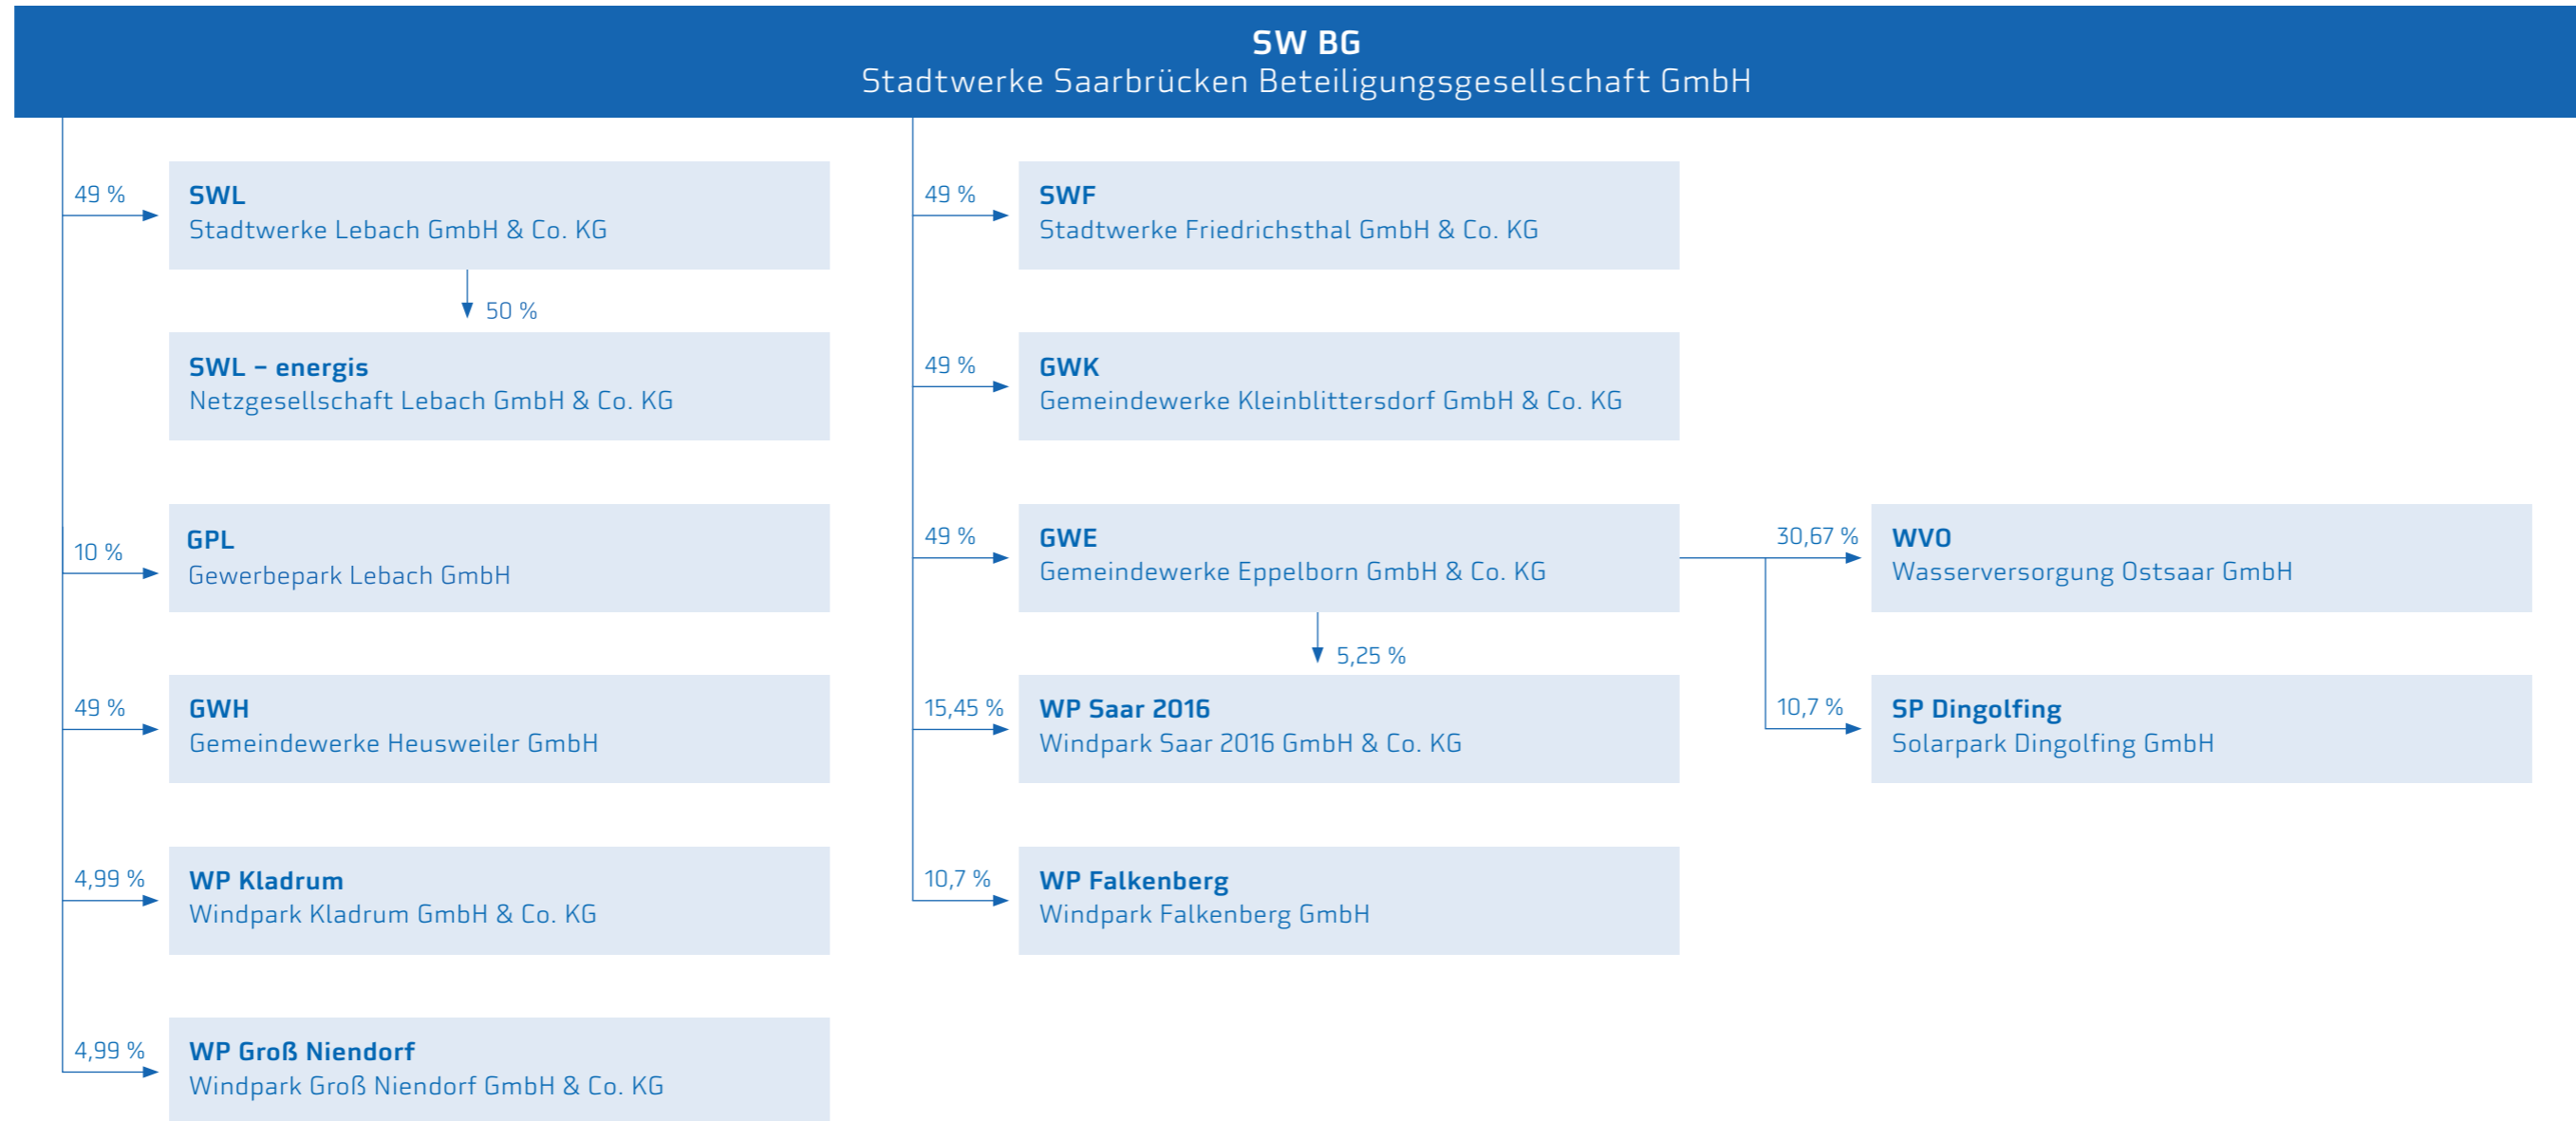 SW BG
Stadtwerke Saarbrücken Beteiligungsgesellschaft GmbH
49 %
SWL
Stadtwerke Lebach GmbH & Co. KG
50 %
SWL – energis
Netzgesellschaft Lebach GmbH & Co. KG
10 %
GPL
Gewerbepark Lebach GmbH
49 %
GWH
Gemeindewerke Heusweiler GmbH
4,99 %
WP Kladrum
Windpark Kladrum GmbH & Co. KG
4,99 %
WP Groß Niendorf
Windpark Groß Niendorf GmbH & Co. KG
49 %
SWF
Stadtwerke Friedrichsthal GmbH & Co. KG
49 %
GWK
Gemeindewerke Kleinblittersdorf GmbH & Co. KG
49 %
GWE
Gemeindewerke Eppelborn GmbH & Co. KG
5,25 %
15,45 %
WP Saar 2016
Windpark Saar 2016 GmbH & Co. KG
10,7 %
WP Falkenberg
Windpark Falkenberg GmbH
30,67 %
WVO
Wasserversorgung Ostsaar GmbH
10,7 %
SP Dingolfing
Solarpark Dingolfing GmbH